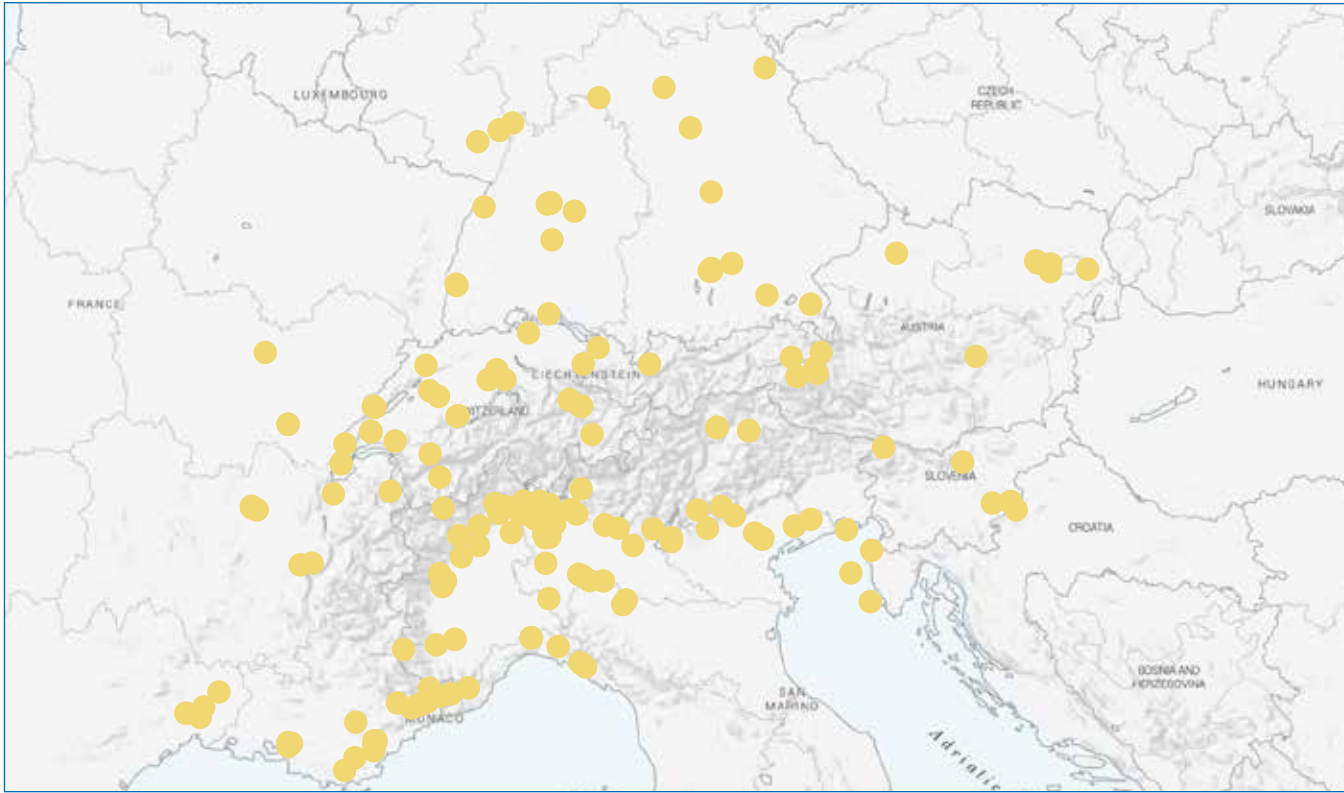 LUXEMBOURG
CZECH
REPUBLIC
SLOVAKIA
FRANCE
AUSTRIA
LIECHTENSTEIN
HUNGARY
SLOVENIA
CROATIA
BOSNIA AND
HERZEGOVINA
SAN
MARINO
MONACO
Adriatic